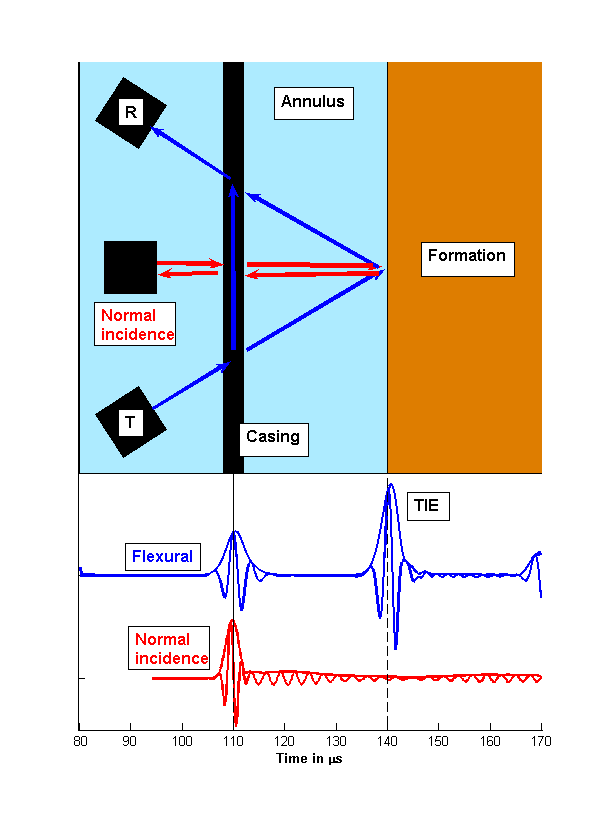 R
Annulus
Formation
Normal
incidence
T
Casing
TIE
Flexural
Normal
incidence
80 90 100 110 120 130 140 150 160 170
Time in μs